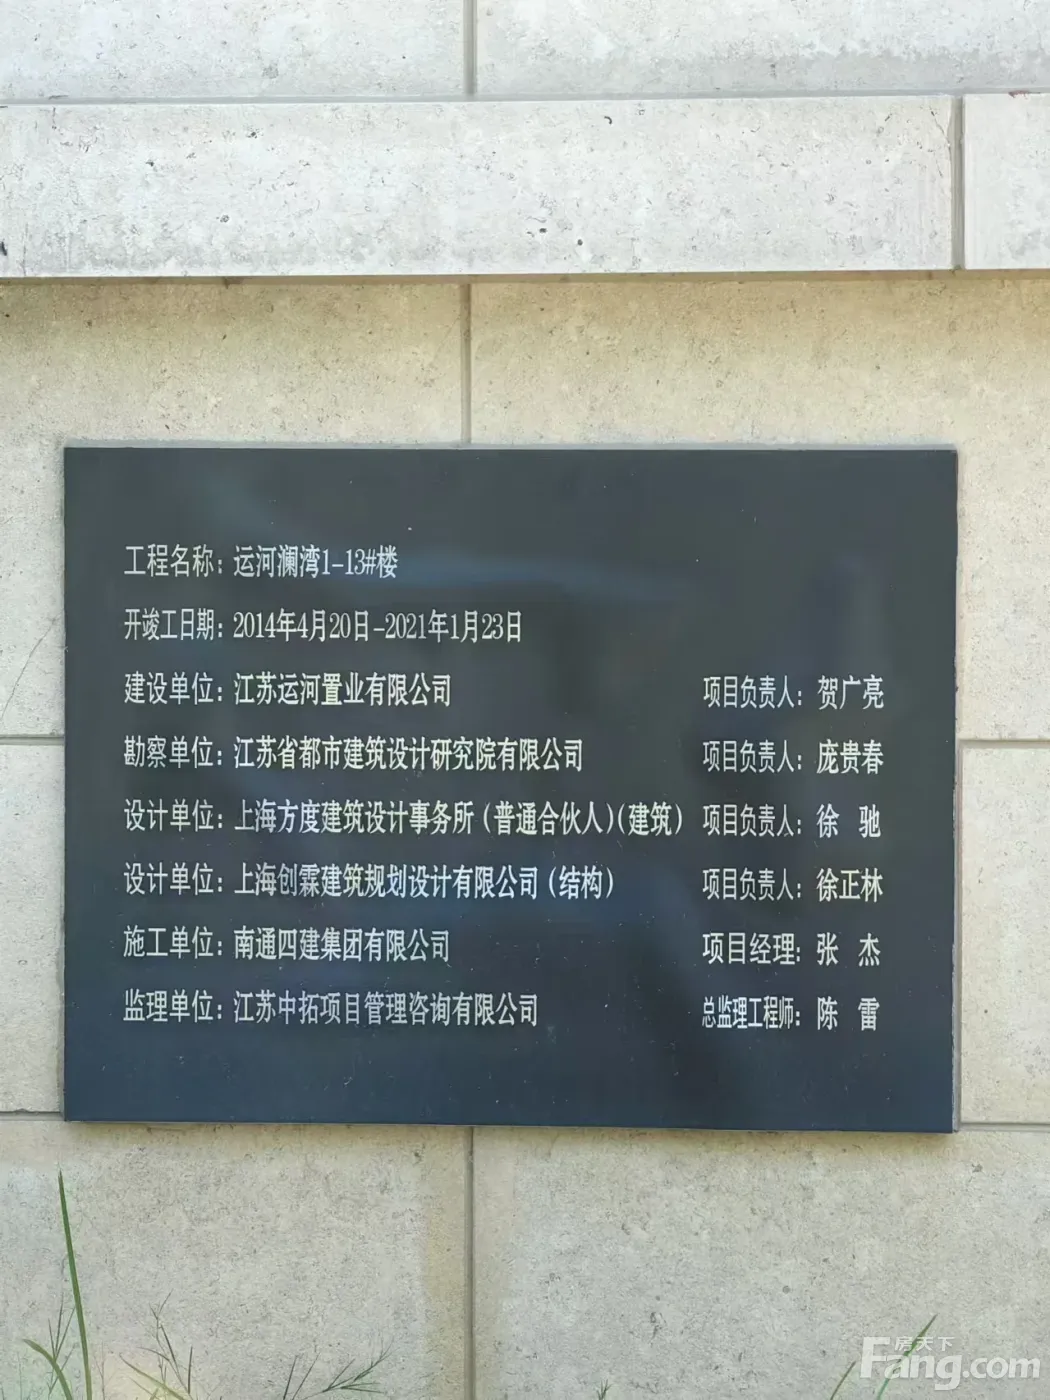 工程名称：运河澜湾1-13#楼
开竣工日期：2014年4月20日-2021年1月23日
建设单位：江苏运河置业有限公司 项目负责人：贺广亮
勘察单位：江苏省都市建筑设计研究院有限公司 项目负责人：庞贵春
设计单位：上海方度建筑设计事务所（普通合伙人）（建筑） 项目负责人：徐 驰
设计单位：上海创霖建筑规划设计有限公司（结构） 项目负责人：徐正林
施工单位：南通四建集团有限公司 项目经理：张 杰
监理单位：江苏中拓项目管理咨询有限公司 总监理工程师：陈 雷
房天下
Fang.com